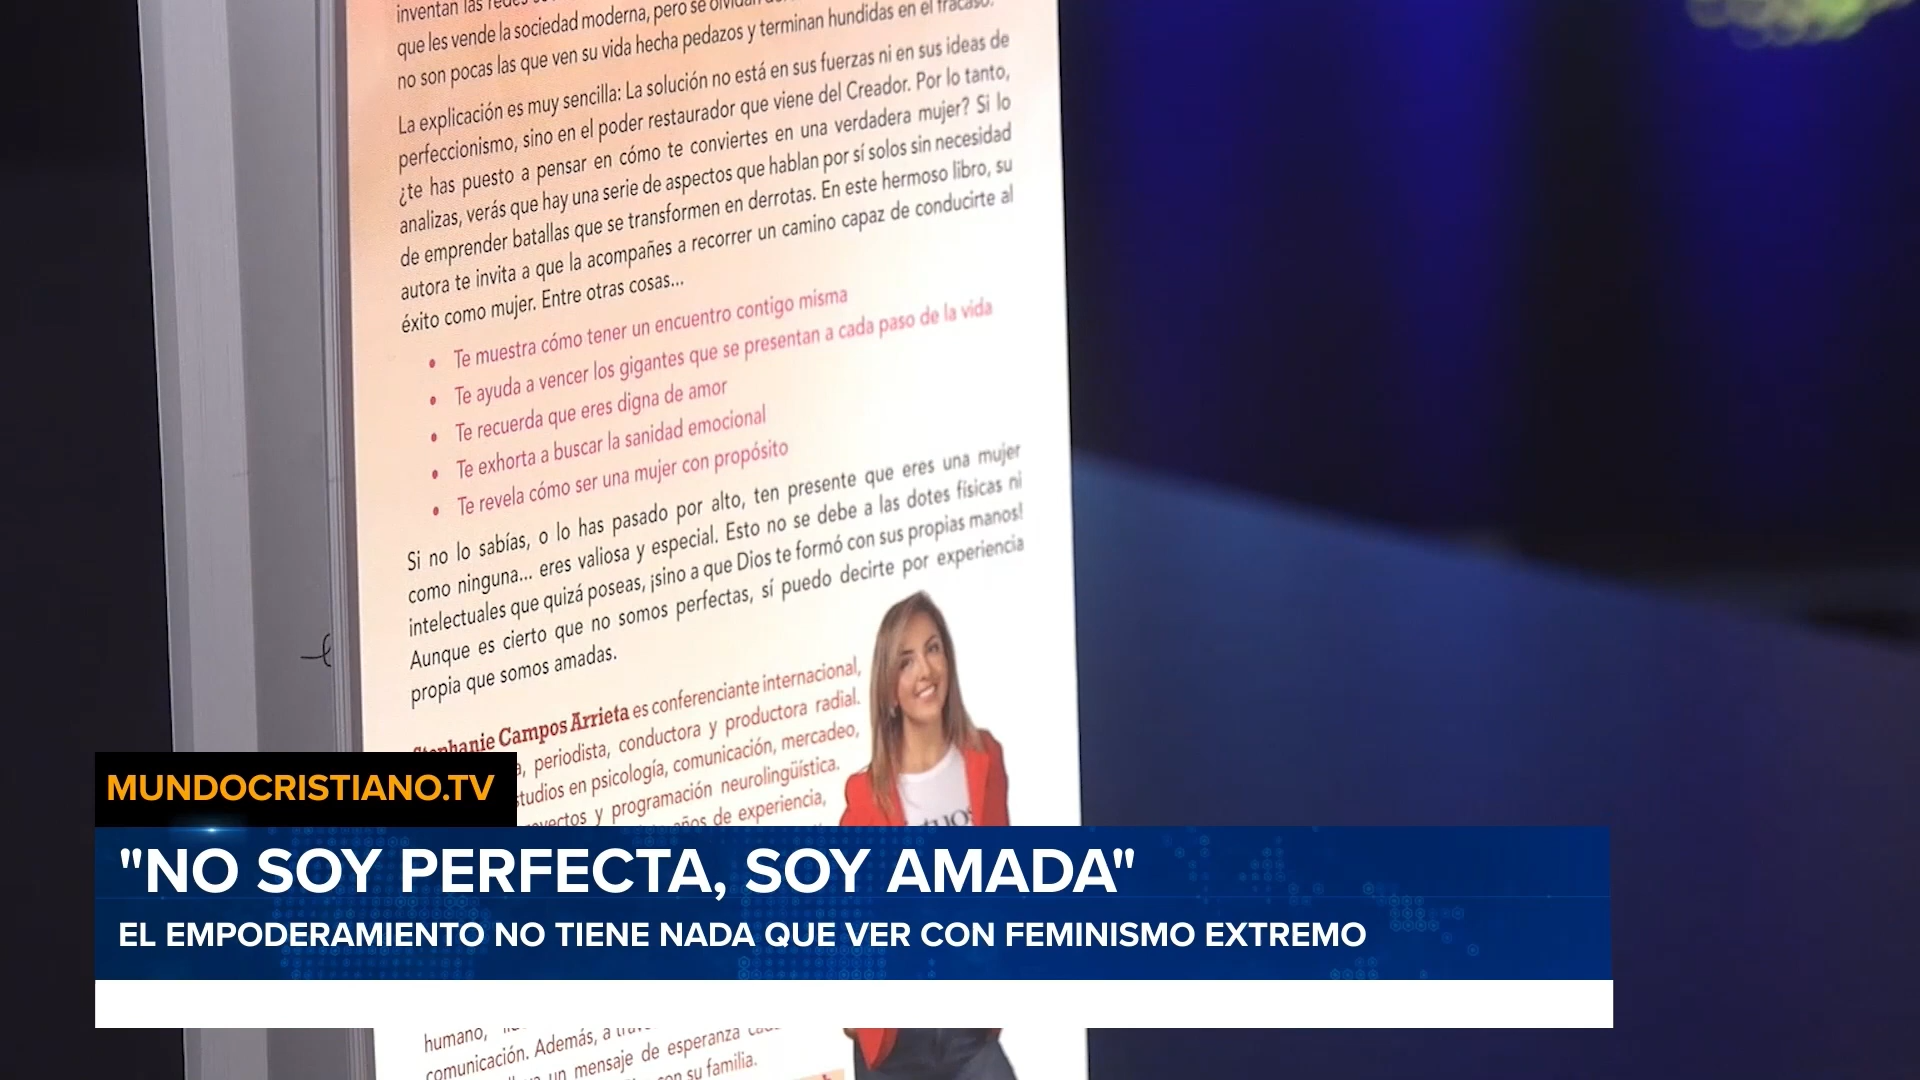 inventan las redes
que les vende la sociedad moderna, pero se olvidan
no son pocas las que ven su vida hecha pedazos y terminan hundidas en el fracaso.
La explicación es muy sencilla: La solución no está en sus fuerzas ni en sus ideas de
perfeccionismo, sino en el poder restaurador que viene del Creador. Por lo tanto,
¿te has puesto a pensar en cómo te conviertes en una verdadera mujer? Si lo
analizas, verás que hay una serie de aspectos que hablan por sí solos sin necesidad
de emprender batallas que se transformen en derrotas. En este hermoso libro, su
autora te invita a que la acompañes a recorrer un camino capaz de conducirte al
éxito como mujer. Entre otras cosas...
• Te muestra cómo tener un encuentro contigo misma
• Te ayuda a vencer los gigantes que se presentan a cada paso de la vida
• Te recuerda que eres digna de amor
• Te exhorta a buscar la sanidad emocional
• Te revela cómo ser una mujer con propósito
Si no lo sabías, o lo has pasado por alto, ten presente que eres una mujer
como ninguna... eres valiosa y especial. Esto no se debe a las dotes físicas ni
intelectuales que quizá poseas, ¡sino a que Dios te formó con sus propias manos!
Aunque es cierto que no somos perfectas, sí puedo decirte por experiencia
propia que somos amadas.
Stephanie Campos Arrieta es conferenciante internacional,
periodista, conductora y productora radial.
studios en psicología, comunicación, mercadeo,
yectos y programación neurolingüística.
ños de experiencia,
MUNDOCRISTIANO.TV
"NO SOY PERFECTA, SOY AMADA"
EL EMPODERAMIENTO NO TIENE NADA QUE VER CON FEMINISMO EXTREMO
humano,
comunicación. Además, a
un mensaje de esperanza
con su familia.